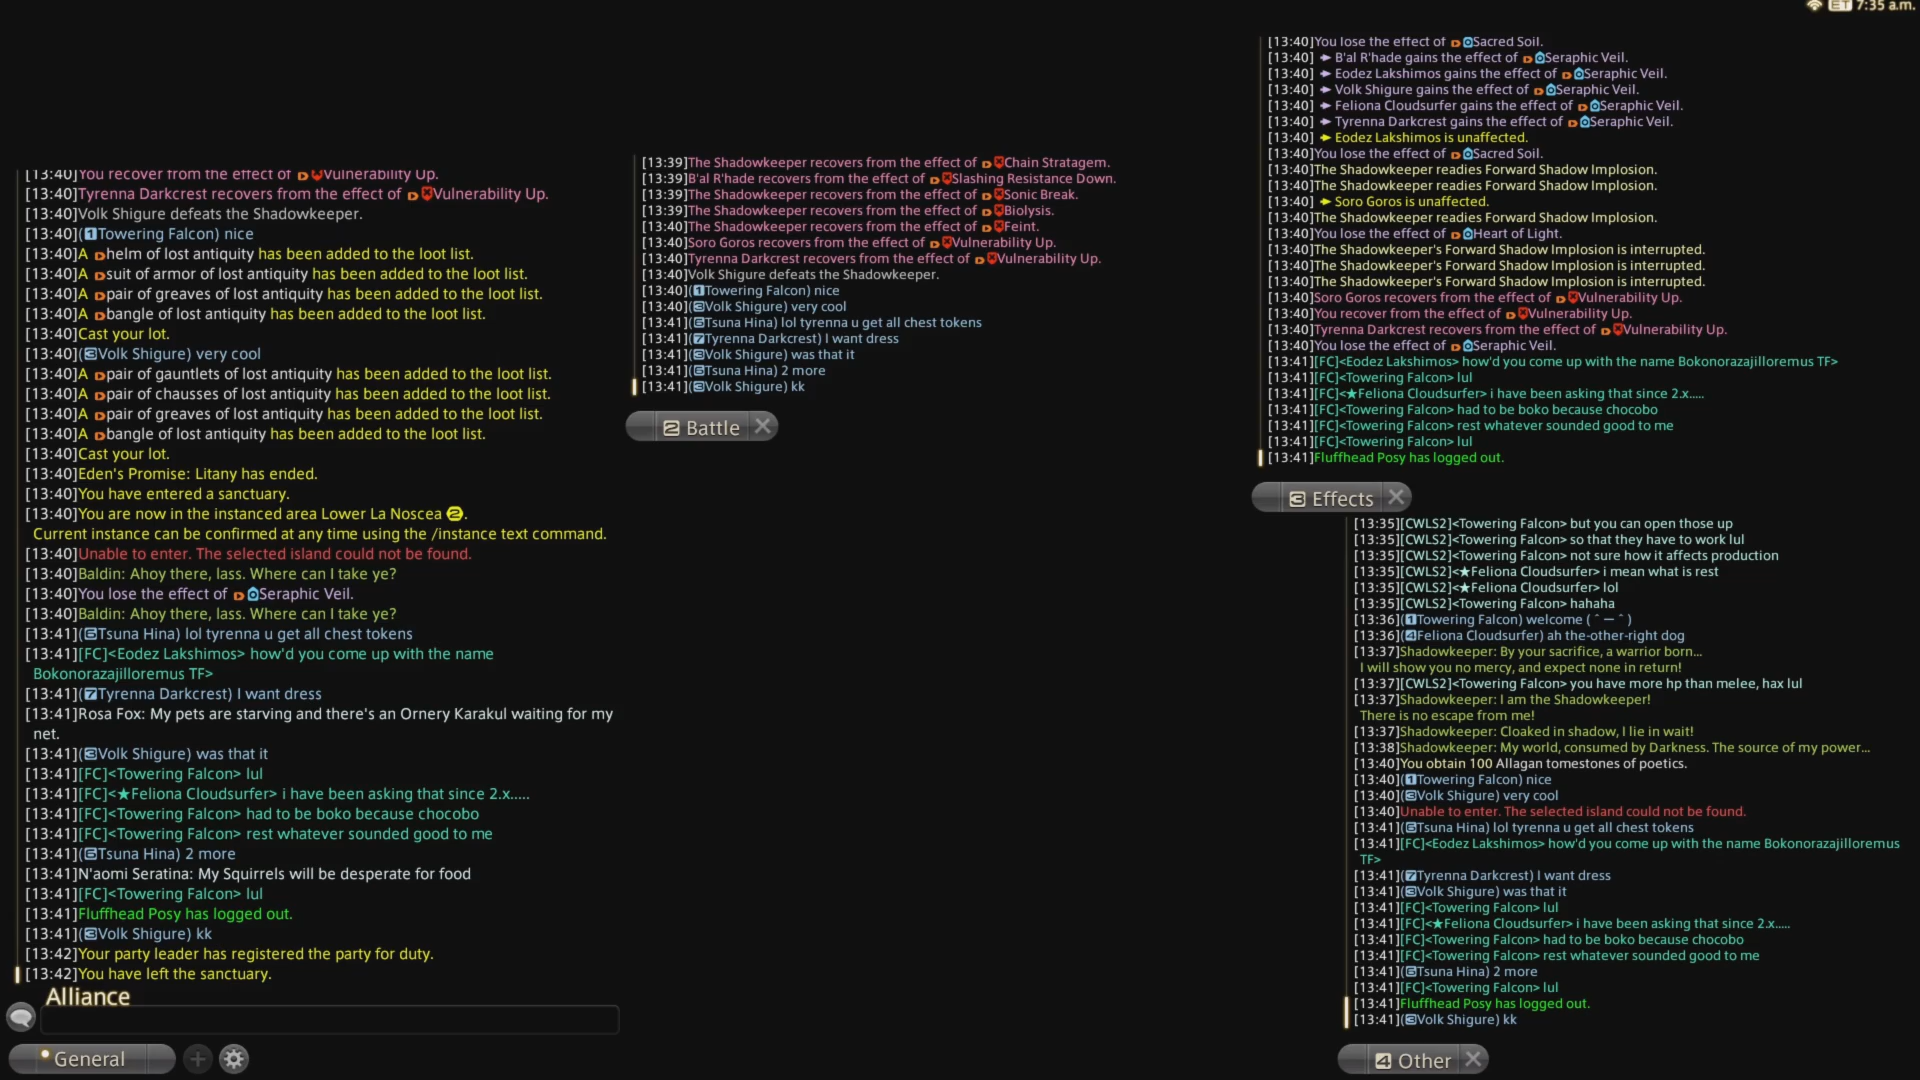 ET 7:35 a.m.
[13:40]You recover from the effect of Vulnerability Up.
[13:40]Tyrenna Darkcrest recovers from the effect of Vulnerability Up.
[13:40]Volk Shigure defeats the Shadowkeeper.
[13:40](1Towering Falcon) nice
[13:40]A helm of lost antiquity has been added to the loot list.
[13:40]A suit of armor of lost antiquity has been added to the loot list.
[13:40]A pair of greaves of lost antiquity has been added to the loot list.
[13:40]A bangle of lost antiquity has been added to the loot list.
[13:40]Cast your lot.
[13:40](3Volk Shigure) very cool
[13:40]A pair of gauntlets of lost antiquity has been added to the loot list.
[13:40]A pair of chausses of lost antiquity has been added to the loot list.
[13:40]A pair of greaves of lost antiquity has been added to the loot list.
[13:40]A bangle of lost antiquity has been added to the loot list.
[13:40]Cast your lot.
[13:40]Eden's Promise: Litany has ended.
[13:40]You have entered a sanctuary.
[13:40]You are now in the instanced area Lower La Noscea 2.
Current instance can be confirmed at any time using the /instance text command.
[13:40]Unable to enter. The selected island could not be found.
[13:40]Baldin: Ahoy there, lass. Where can I take ye?
[13:40]You lose the effect of Seraphic Veil.
[13:40]Baldin: Ahoy there, lass. Where can I take ye?
[13:41](6Tsuna Hina) lol tyrenna u get all chest tokens
[13:41][FC]<Eodez Lakshimos> how'd you come up with the name
Bokonorazajilloremus TF>
[13:41](7Tyrenna Darkcrest) I want dress
[13:41]Rosa Fox: My pets are starving and there's an Ornery Karakul waiting for my
net.
[13:41](3Volk Shigure) was that it
[13:41][FC]<Towering Falcon> lul
[13:41][FC]<★Feliona Cloudsurfer> i have been asking that since 2.x.....
[13:41][FC]<Towering Falcon> had to be boko because chocobo
[13:41][FC]<Towering Falcon> rest whatever sounded good to me
[13:41](6Tsuna Hina) 2 more
[13:41]N'aomi Seratina: My Squirrels will be desperate for food
[13:41][FC]<Towering Falcon> lul
[13:41]Fluffhead Posy has logged out.
[13:41](3Volk Shigure) kk
[13:42]Your party leader has registered the party for duty.
[13:42]You have left the sanctuary.
Alliance
General
[13:39]The Shadowkeeper recovers from the effect of Chain Stratagem.
[13:39]B'al R'hade recovers from the effect of Slashing Resistance Down.
[13:39]The Shadowkeeper recovers from the effect of Sonic Break.
[13:39]The Shadowkeeper recovers from the effect of Biolysis.
[13:39]The Shadowkeeper recovers from the effect of Feint.
[13:40]Soro Goros recovers from the effect of Vulnerability Up.
[13:40]Tyrenna Darkcrest recovers from the effect of Vulnerability Up.
[13:40]Volk Shigure defeats the Shadowkeeper.
[13:40](1Towering Falcon) nice
[13:40](3Volk Shigure) very cool
[13:41](6Tsuna Hina) lol tyrenna u get all chest tokens
[13:41](7Tyrenna Darkcrest) I want dress
[13:41](3Volk Shigure) was that it
[13:41](6Tsuna Hina) 2 more
[13:41](3Volk Shigure) kk
2 Battle
[13:40]You lose the effect of Sacred Soil.
[13:40] B'al R'hade gains the effect of Seraphic Veil.
[13:40] Eodez Lakshimos gains the effect of Seraphic Veil.
[13:40] Volk Shigure gains the effect of Seraphic Veil.
[13:40] Feliona Cloudsurfer gains the effect of Seraphic Veil.
[13:40] Tyrenna Darkcrest gains the effect of Seraphic Veil.
[13:40] Eodez Lakshimos is unaffected.
[13:40]You lose the effect of Sacred Soil.
[13:40]The Shadowkeeper readies Forward Shadow Implosion.
[13:40]The Shadowkeeper readies Forward Shadow Implosion.
[13:40] Soro Goros is unaffected.
[13:40]The Shadowkeeper readies Forward Shadow Implosion.
[13:40]You lose the effect of Heart of Light.
[13:40]The Shadowkeeper's Forward Shadow Implosion is interrupted.
[13:40]The Shadowkeeper's Forward Shadow Implosion is interrupted.
[13:40]The Shadowkeeper's Forward Shadow Implosion is interrupted.
[13:40]Soro Goros recovers from the effect of Vulnerability Up.
[13:40]You recover from the effect of Vulnerability Up.
[13:40]Tyrenna Darkcrest recovers from the effect of Vulnerability Up.
[13:40]You lose the effect of Seraphic Veil.
[13:41][FC]<Eodez Lakshimos> how'd you come up with the name Bokonorazajilloremus TF>
[13:41][FC]<Towering Falcon> lul
[13:41][FC]<★Feliona Cloudsurfer> i have been asking that since 2.x.....
[13:41][FC]<Towering Falcon> had to be boko because chocobo
[13:41][FC]<Towering Falcon> rest whatever sounded good to me
[13:41][FC]<Towering Falcon> lul
[13:41]Fluffhead Posy has logged out.
3 Effects
[13:35][CWLS2]<Towering Falcon> but you can open those up
[13:35][CWLS2]<Towering Falcon> so that they have to work lul
[13:35][CWLS2]<Towering Falcon> not sure how it affects production
[13:35][CWLS2]<★Feliona Cloudsurfer> i mean what is rest
[13:35][CWLS2]<★Feliona Cloudsurfer> lol
[13:35][CWLS2]<Towering Falcon> hahaha
[13:36](1Towering Falcon) welcome ( ˆ — ˆ )
[13:36](4Feliona Cloudsurfer) ah the-other-right dog
[13:37]Shadowkeeper: By your sacrifice, a warrior born...
I will show you no mercy, and expect none in return!
[13:37][CWLS2]<Towering Falcon> you have more hp than melee, hax lul
[13:37]Shadowkeeper: I am the Shadowkeeper!
There is no escape from me!
[13:37]Shadowkeeper: Cloaked in shadow, I lie in wait!
[13:38]Shadowkeeper: My world, consumed by Darkness. The source of my power...
[13:40]You obtain 100 Allagan tomestones of poetics.
[13:40](1Towering Falcon) nice
[13:40](3Volk Shigure) very cool
[13:40]Unable to enter. The selected island could not be found.
[13:41](6Tsuna Hina) lol tyrenna u get all chest tokens
[13:41][FC]<Eodez Lakshimos> how'd you come up with the name Bokonorazajilloremus
TF>
[13:41](7Tyrenna Darkcrest) I want dress
[13:41](3Volk Shigure) was that it
[13:41][FC]<Towering Falcon> lul
[13:41][FC]<★Feliona Cloudsurfer> i have been asking that since 2.x.....
[13:41][FC]<Towering Falcon> had to be boko because chocobo
[13:41][FC]<Towering Falcon> rest whatever sounded good to me
[13:41](6Tsuna Hina) 2 more
[13:41][FC]<Towering Falcon> lul
[13:41]Fluffhead Posy has logged out.
[13:41](3Volk Shigure) kk
4 Other